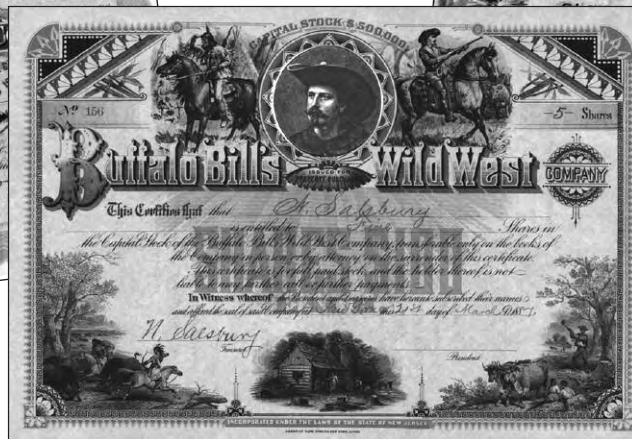 CAPITAL STOCK $500,000.
No 156
-5- Shares
Buffalo Bill's Wild West COMPANY
This Certifies that that N. Salsbury
is entitled to Five Shares in
the Capital Stock of the Buffalo Bill's Wild West Company, transferable only on the books of
the Company in person or by attorney on the surrender of this certificate.
This certificate is for full paid stock, and the holder thereof is not
liable to any further call or further payments.
In Witness whereof the President and Treasurer have hereunto subscribed their names
and affixed the seal of said company at this 21st day of March
N. Salsbury
Treasurer
President
INCORPORATED UNDER THE LAWS OF THE STATE OF NEW JERSEY